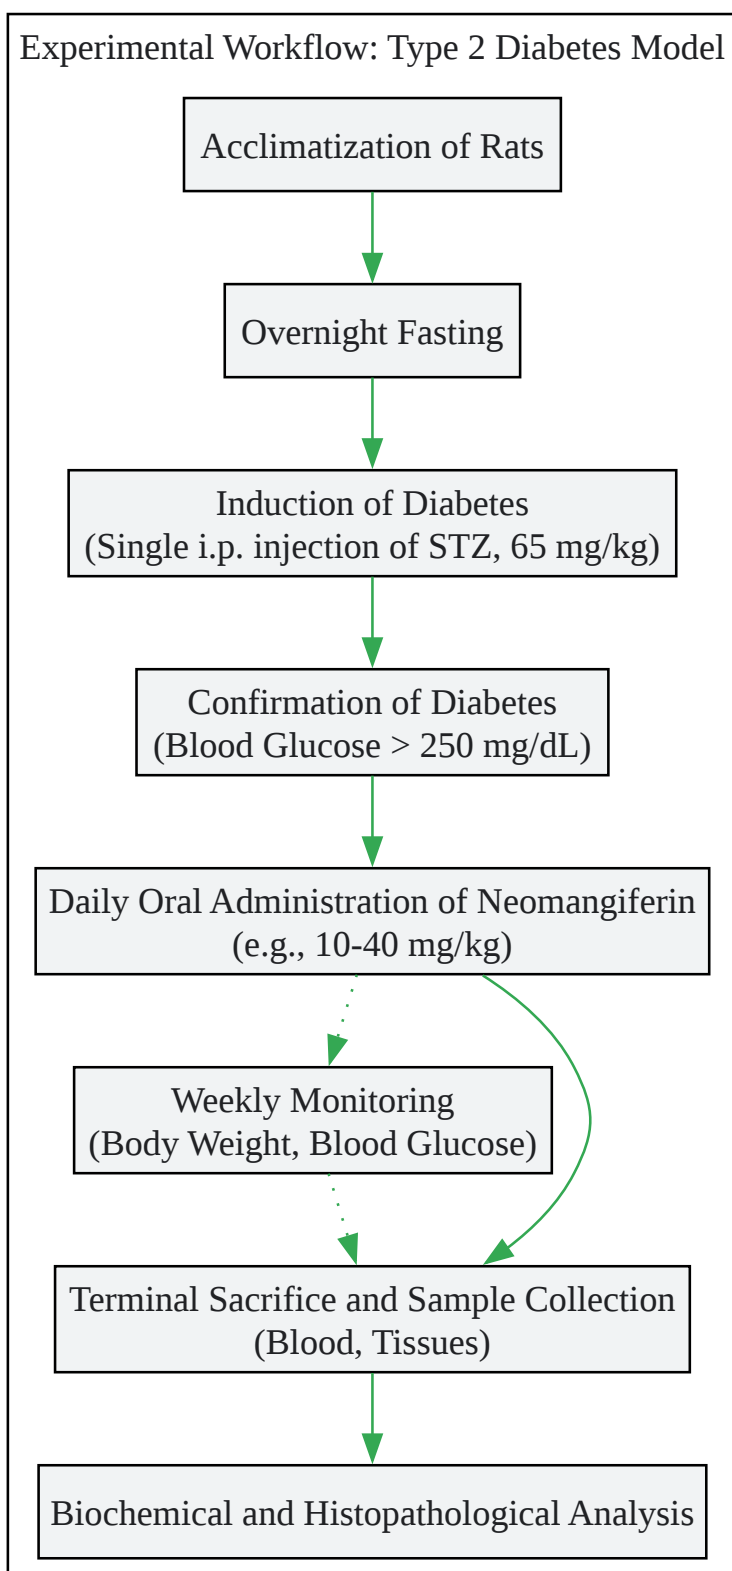 Experimental Workflow: Type 2 Diabetes Model
Acclimatization of Rats
Overnight Fasting
Induction of Diabetes
(Single i.p. injection of STZ, 65 mg/kg)
Confirmation of Diabetes
(Blood Glucose > 250 mg/dL)
Daily Oral Administration of Neomangiferin
(e.g., 10-40 mg/kg)
Weekly Monitoring
(Body Weight, Blood Glucose)
Terminal Sacrifice and Sample Collection
(Blood, Tissues)
Biochemical and Histopathological Analysis